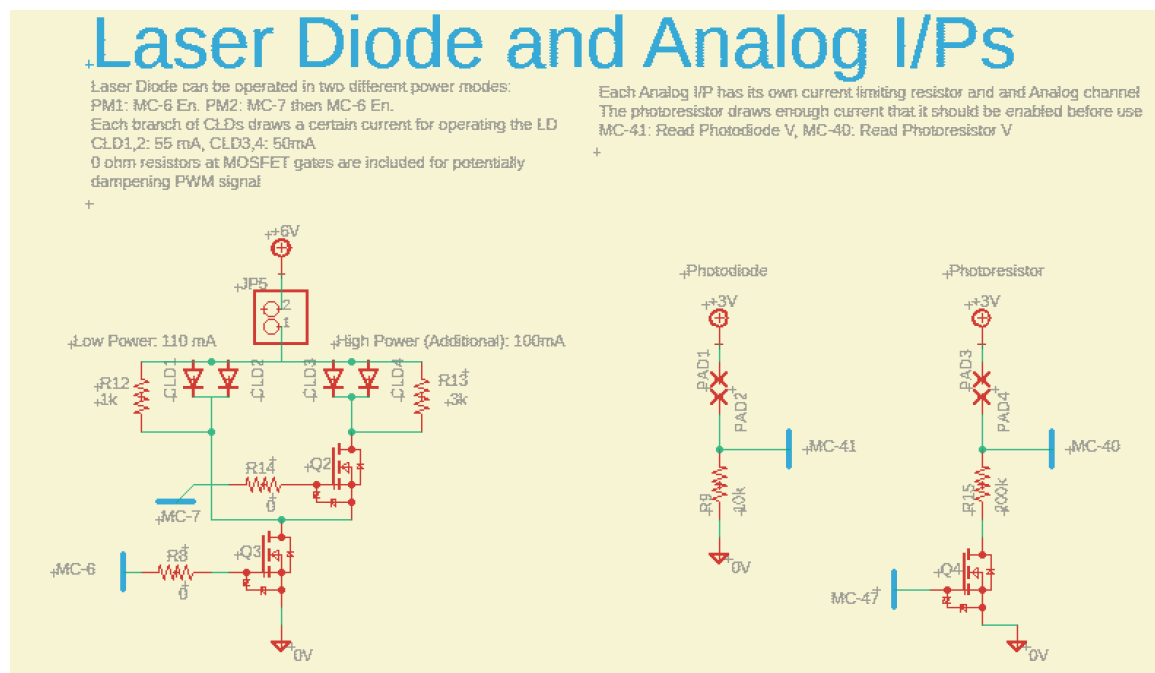 Laser Diode and Analog I/Ps
Laser Diode can be operated in two different power modes:
PM1: MC-6 En. PM2: MC-7 then MC-6 En.
Each branch of CLDs draws a certain current for operating the LD
CLD1,2: 55 mA, CLD3,4: 50mA
0 ohm resistors at MOSFET gates are included for potentially
dampening PWM signal
Each Analog I/P has its own current limiting resistor and and Analog channel
The photoresistor draws enough current that it should be enabled before use
MC-41: Read Photodiode V, MC-40: Read Photoresistor V
+6V
JP5
2
1
Low Power: 110 mA
High Power (Additional): 100mA
R12
1k
CLD1
CLD2
CLD3
CLD4
R13
3k
Q2
R14
0
MC-7
Q3
R8
0
MC-6
0V
Photodiode
+3V
PAD1
PAD2
MC-41
R9
10k
0V
Photoresistor
+3V
PAD3
PAD4
MC-40
R15
Q4
MC-47
0V